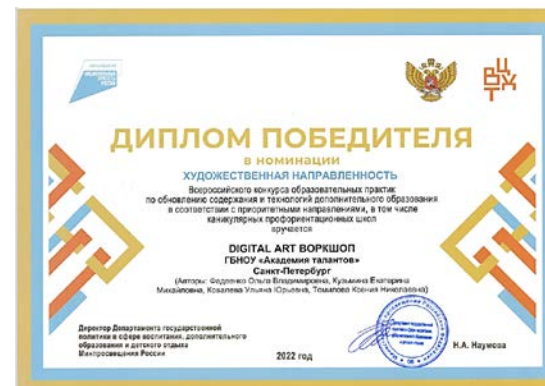 ДИПЛОМ ПОБЕДИТЕЛЯ
в номинации
ХУДОЖЕСТВЕННАЯ НАПРАВЛЕННОСТЬ
Всероссийского конкурса образовательных практик
по обновлению содержания и технологий дополнительного образования
в соответствии с приоритетными направлениями, в том числе
каникулярных профориентационных школ
вручается
DIGITAL ART ВОРКШОП
ГБНОУ «Академия талантов»
Санкт-Петербург
(Авторы: Федеенко Ольга Владимировна, Кузьмина Екатерина
Михайловна, Ковалева Ульяна Юрьевна, Томилова Ксения Николаевна)
Директор Департамента государственной
политики в сфере воспитания, дополнительного
образования и детского отдыха
Минпросвещения России
2022 год
Н.А. Наумова